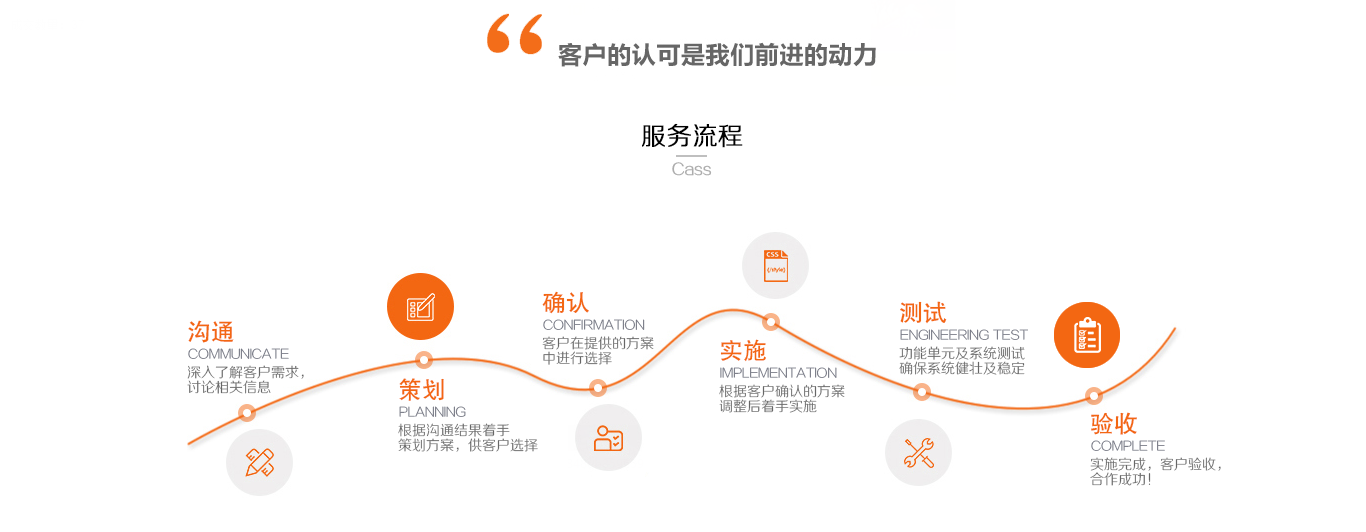 客户的认可是我们前进的动力
服务流程
Cass
沟通
COMMUNICATE
深入了解客户需求，
讨论相关信息
策划
PLANNING
根据沟通结果着手
策划方案，供客户选择
确认
CONFIRMATION
客户在提供的方案
中进行选择
CSS
{style}
实施
IMPLEMENTATION
根据客户确认的方案
调整后着手实施
测试
ENGINEERING TEST
功能单元及系统测试
确保系统健壮及稳定
验收
COMPLETE
实施完成，客户验收，
合作成功！